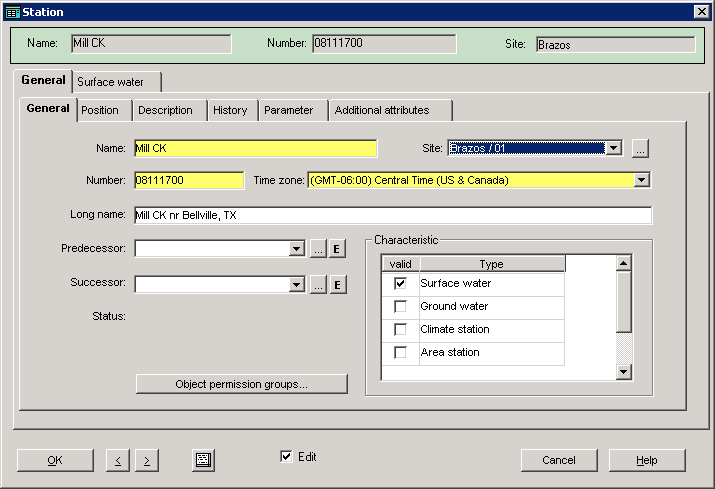 Station
Name: Mill CK Number: 08111700 Site: Brazos
General Surface water
General Position Description History Parameter Additional attributes
Name: Mill CK Site: Brazos / 01 ...
Number: 08111700 Time zone: (GMT-06:00) Central Time (US & Canada)
Long name: Mill CK nr Bellville, TX
Predecessor: ... E
Characteristic
valid Type
Successor: ... E
Surface water
Ground water
Status:
Climate station
Area station
Object permission groups...
OK < > Edit Cancel Help